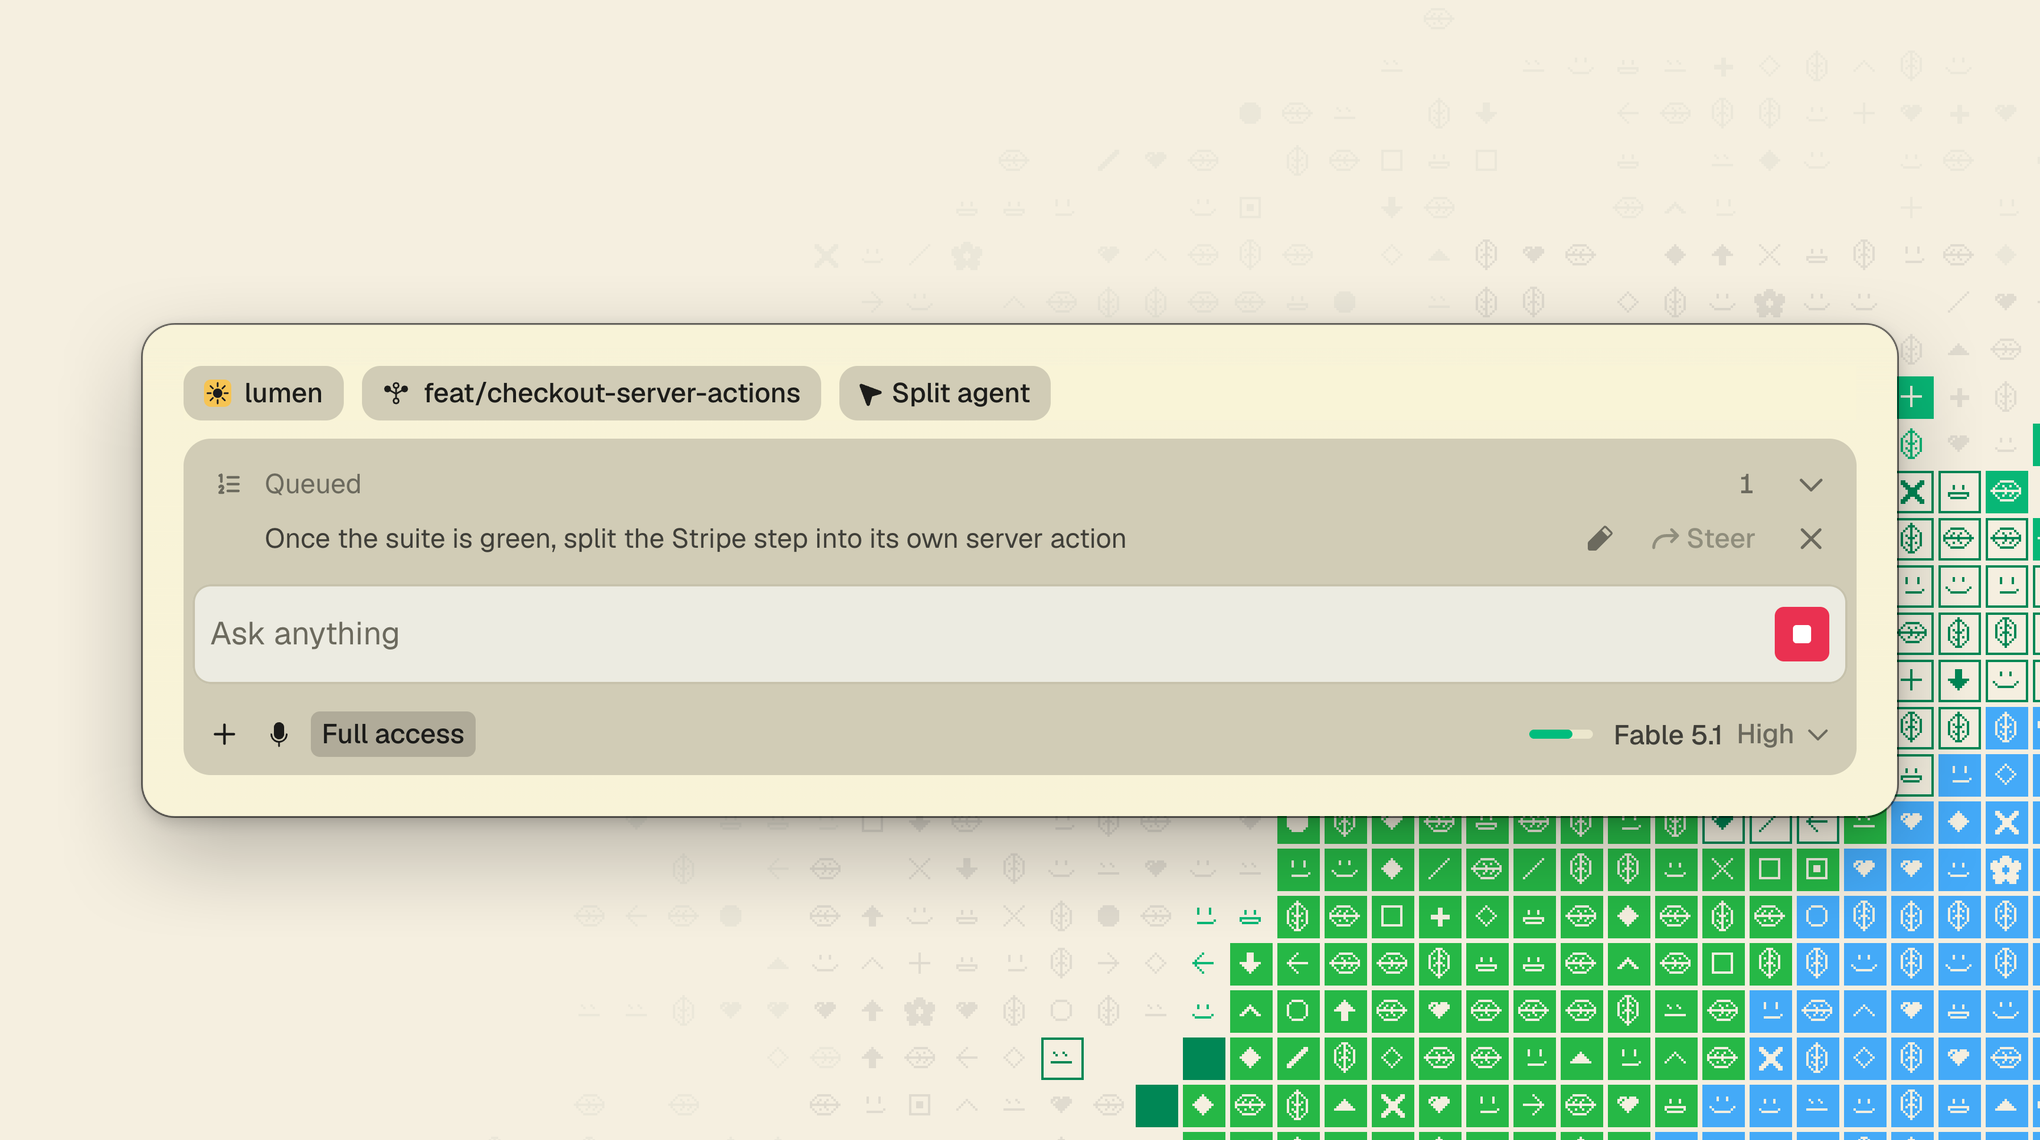 lumen
feat/checkout-server-actions
Split agent
Queued
1
Once the suite is green, split the Stripe step into its own server action
Steer
Ask anything
Full access
Fable 5.1 High